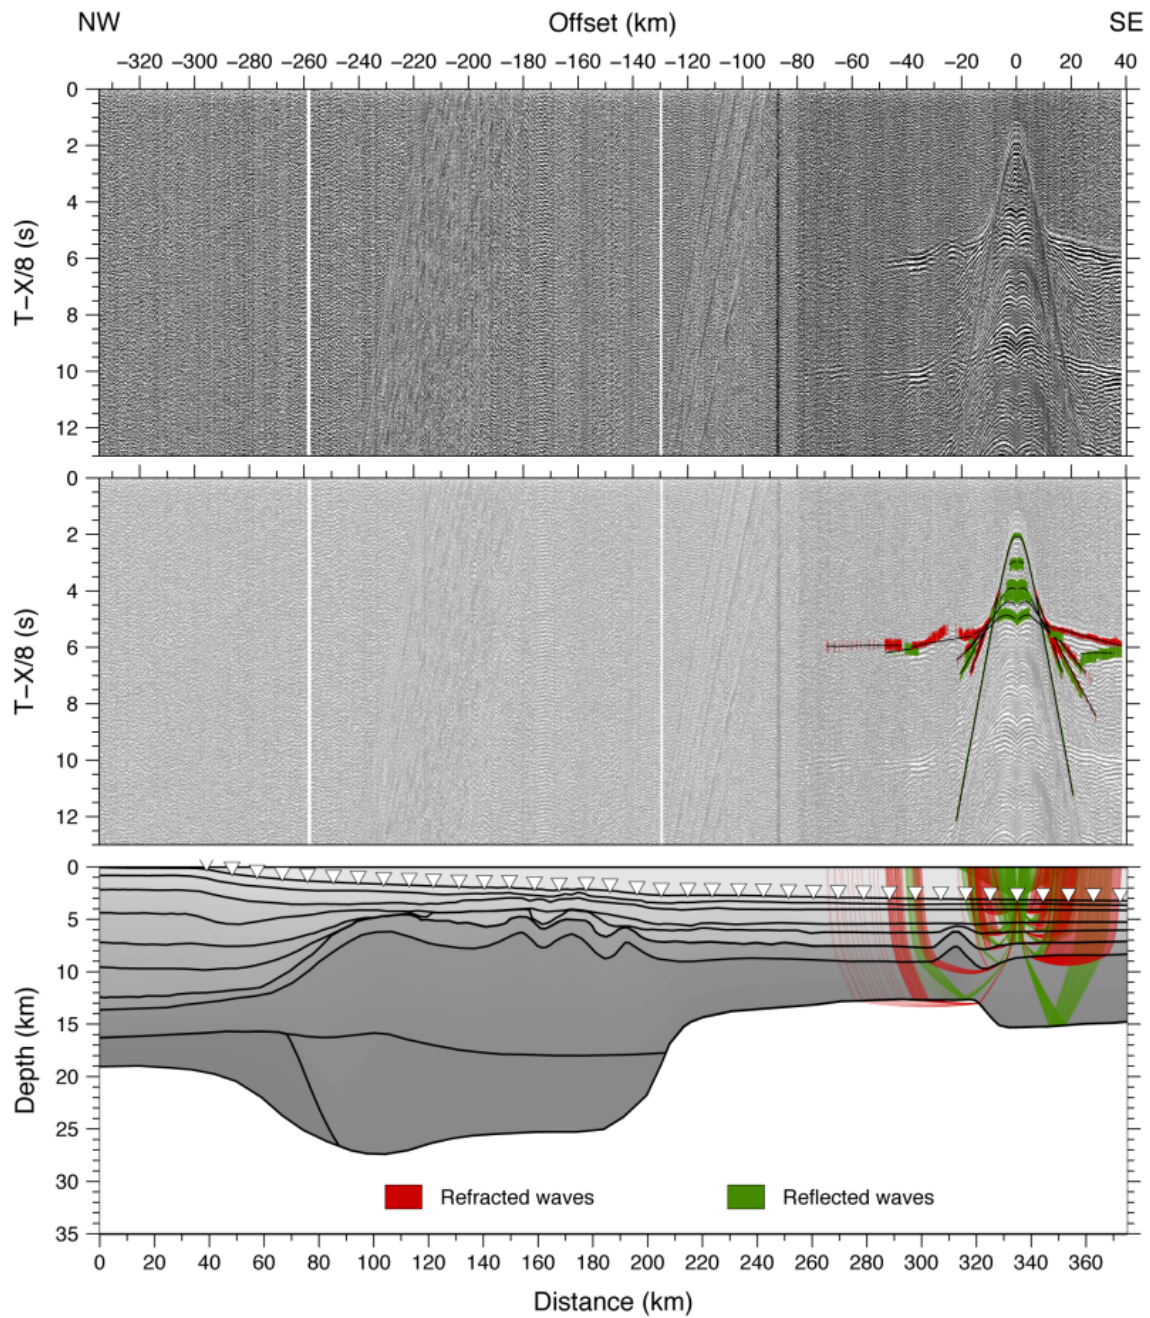 NW Offset (km) SE
−320 −300 −280 −260 −240 −220 −200 −180 −160 −140 −120 −100 −80 −60 −40 −20 0 20 40
T−X/8 (s)
0
2
4
6
8
10
12
T−X/8 (s)
0
2
4
6
8
10
12
Depth (km)
0
5
10
15
20
25
30
35
Refracted waves Reflected waves
0 20 40 60 80 100 120 140 160 180 200 220 240 260 280 300 320 340 360
Distance (km)